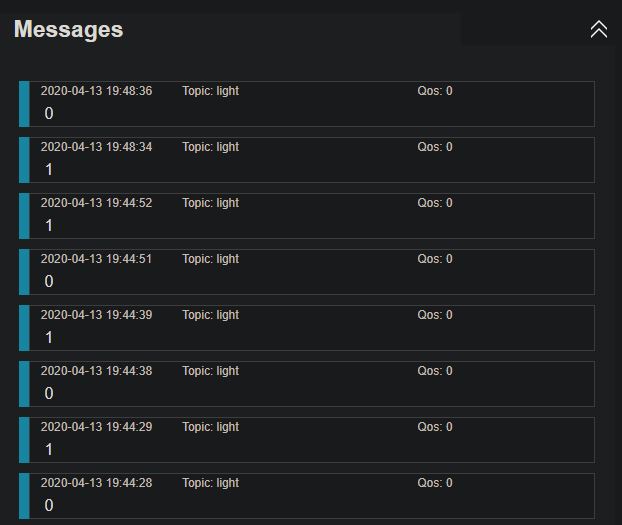 Messages
2020-04-13 19:48:36 Topic: light Qos: 0
0
2020-04-13 19:48:34 Topic: light Qos: 0
1
2020-04-13 19:44:52 Topic: light Qos: 0
1
2020-04-13 19:44:51 Topic: light Qos: 0
0
2020-04-13 19:44:39 Topic: light Qos: 0
1
2020-04-13 19:44:38 Topic: light Qos: 0
0
2020-04-13 19:44:29 Topic: light Qos: 0
1
2020-04-13 19:44:28 Topic: light Qos: 0
0